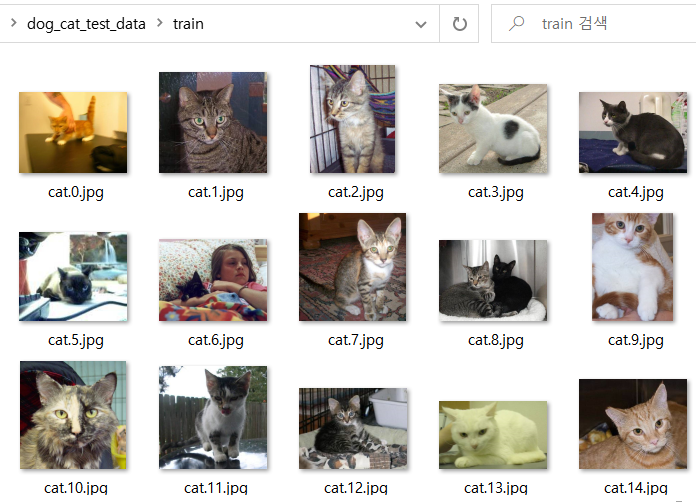 dog_cat_test_data > train
train 검색
cat.0.jpg
cat.1.jpg
cat.2.jpg
cat.3.jpg
cat.4.jpg
cat.5.jpg
cat.6.jpg
cat.7.jpg
cat.8.jpg
cat.9.jpg
cat.10.jpg
cat.11.jpg
cat.12.jpg
cat.13.jpg
cat.14.jpg